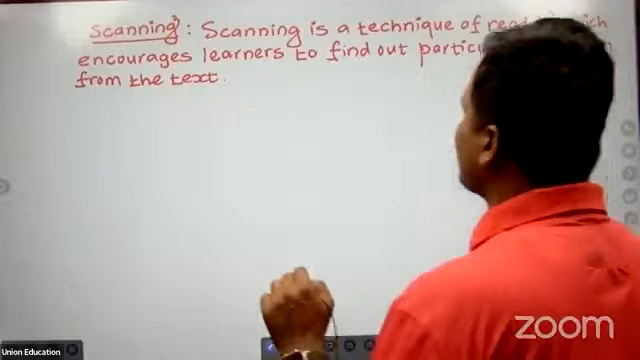 Scanning : Scanning is a technique of
encourages learners to find out
from the text.
Union Education
zoom